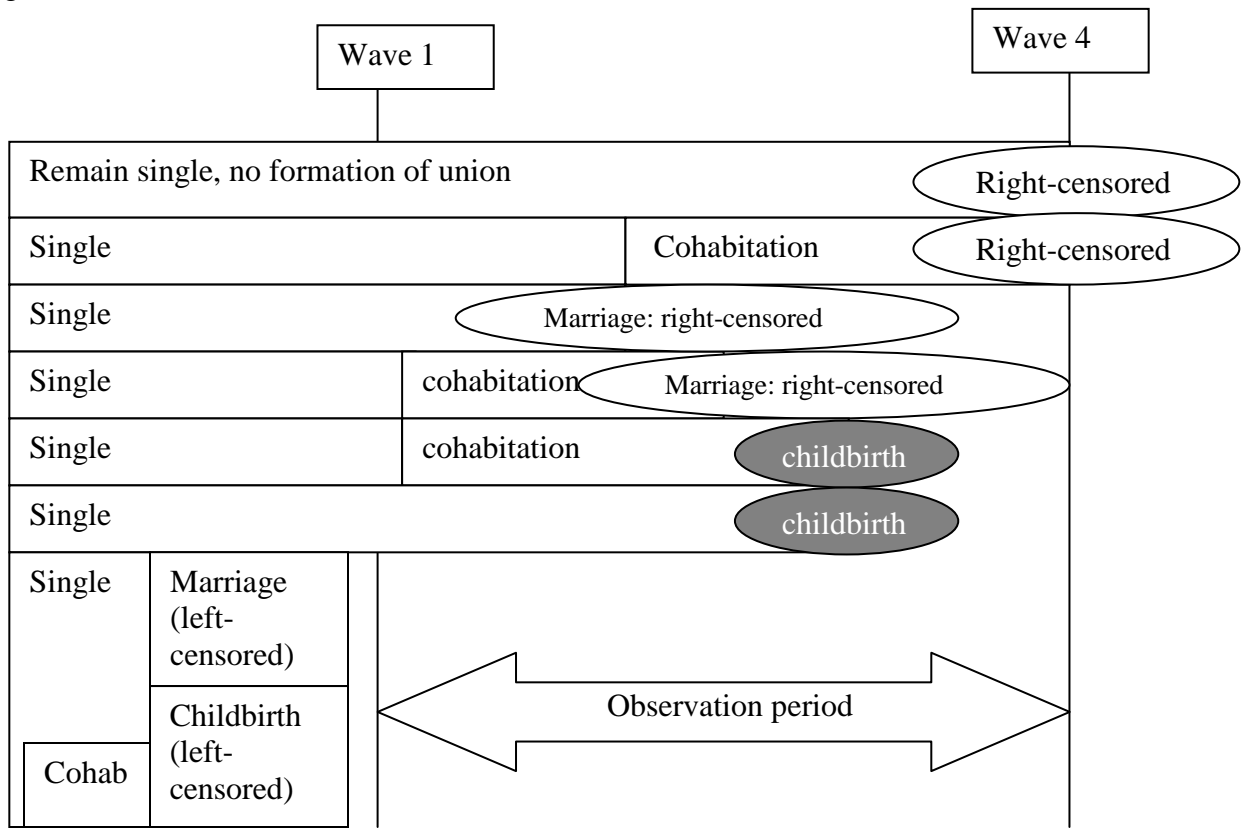 Wave 1
Wave 4
Remain single, no formation of union
Right-censored
Single
Cohabitation
Right-censored
Single
Marriage: right-censored
Single
cohabitation
Marriage: right-censored
Single
cohabitation
childbirth
Single
childbirth
Single
Marriage
(left-
censored)
Childbirth
(left-
censored)
Cohab
Observation period